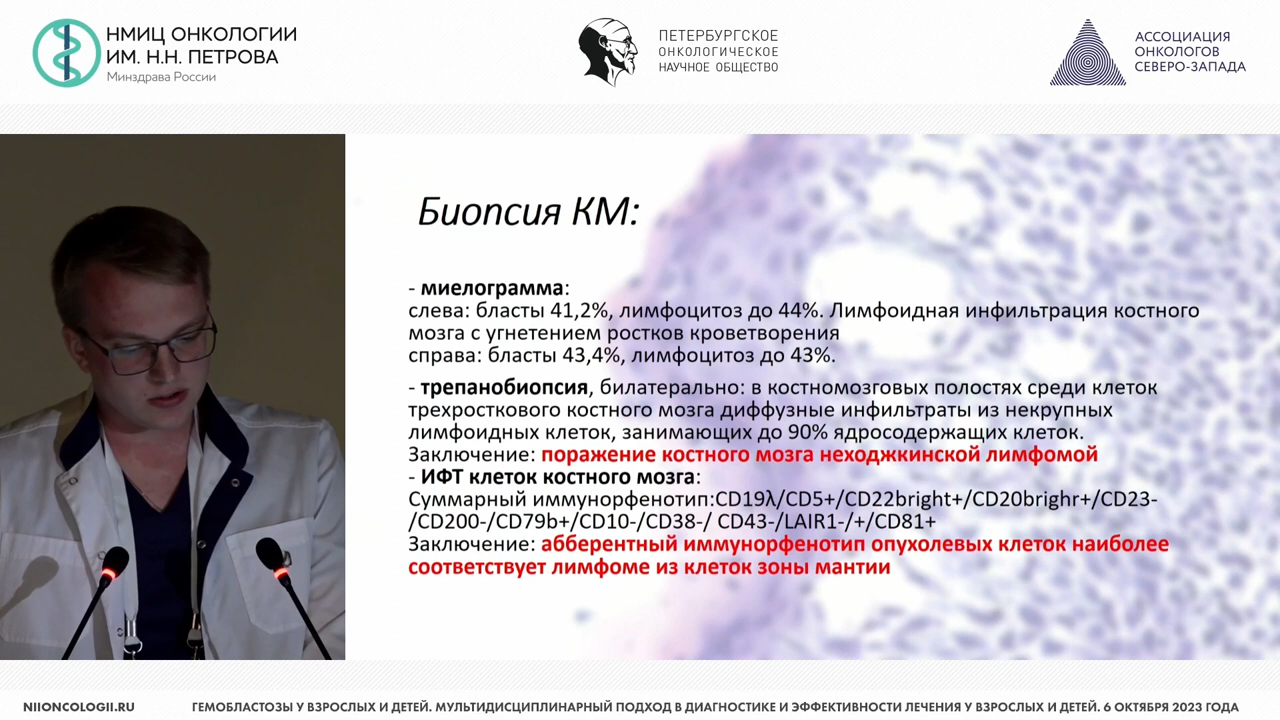 НМИЦ ОНКОЛОГИИ
ИМ. Н.Н. ПЕТРОВА
Минздрава России
ПЕТЕРБУРГСКОЕ
ОНКОЛОГИЧЕСКОЕ
НАУЧНОЕ ОБЩЕСТВО
АССОЦИАЦИЯ
ОНКОЛОГОВ
СЕВЕРО-ЗАПАДА
Биопсия КМ:
- миелограмма:
слева: бласты 41,2%, лимфоцитоз до 44%. Лимфоидная инфильтрация костного
мозга с угнетением ростков кроветворения
справа: бласты 43,4%, лимфоцитоз до 43%.
- трепанобиопсия, билатерально: в костномозговых полостях среди клеток
трехросткового костного мозга диффузные инфильтраты из некрупных
лимфоидных клеток, занимающих до 90% ядросодержащих клеток.
Заключение: поражение костного мозга неходжкинской лимфомой
- ИФТ клеток костного мозга:
Суммарный иммунорфенотип:CD19λ/CD5+/CD22bright+/CD20brighr+/CD23-
/CD200-/CD79b+/CD10-/CD38-/ CD43-/LAIR1-/+/CD81+
Заключение: абберентный иммунорфенотип опухолевых клеток наиболее
соответствует лимфоме из клеток зоны мантии
NIIONCOLOGII.RU
ГЕМОБЛАСТОЗЫ У ВЗРОСЛЫХ И ДЕТЕЙ. МУЛЬТИДИСЦИПЛИНАРНЫЙ ПОДХОД В ДИАГНОСТИКЕ И ЭФФЕКТИВНОСТИ ЛЕЧЕНИЯ У ВЗРОСЛЫХ И ДЕТЕЙ. 6 ОКТЯБРЯ 2023 ГОДА